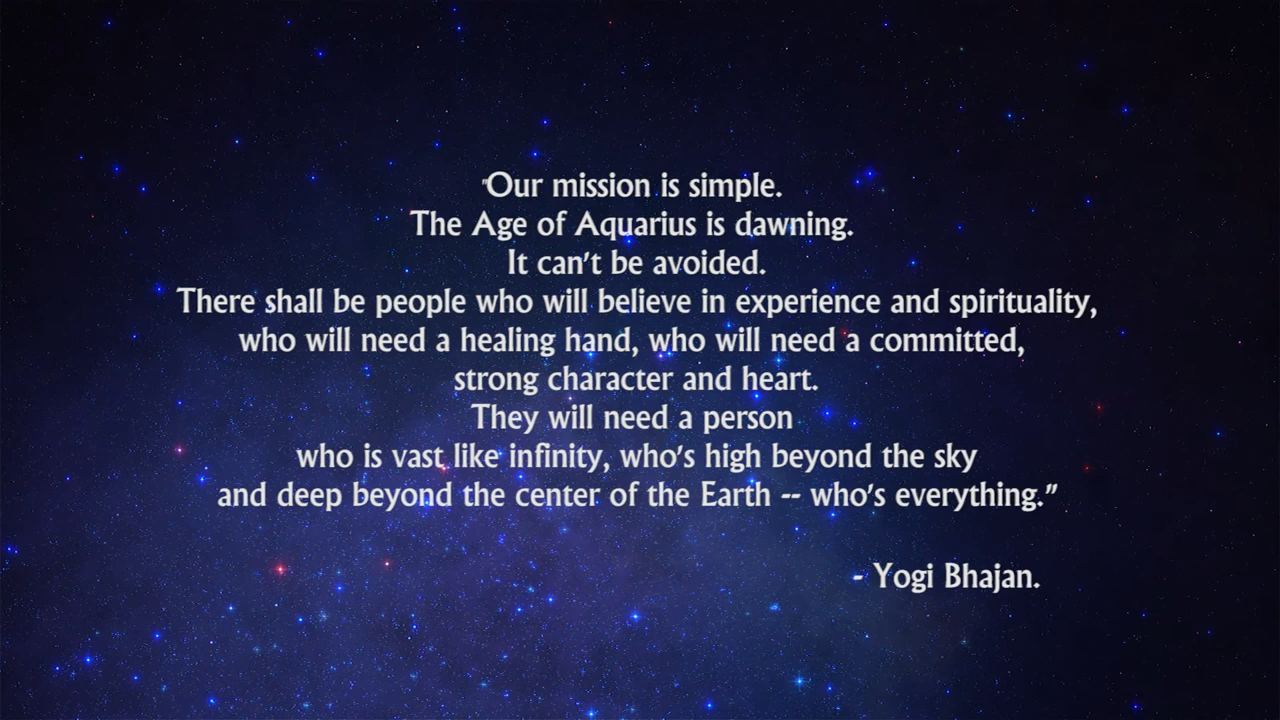 "Our mission is simple.
The Age of Aquarius is dawning.
It can't be avoided.
There shall be people who will believe in experience and spirituality,
who will need a healing hand, who will need a committed,
strong character and heart.
They will need a person
who is vast like infinity, who's high beyond the sky
and deep beyond the center of the Earth -- who's everything."
- Yogi Bhajan.